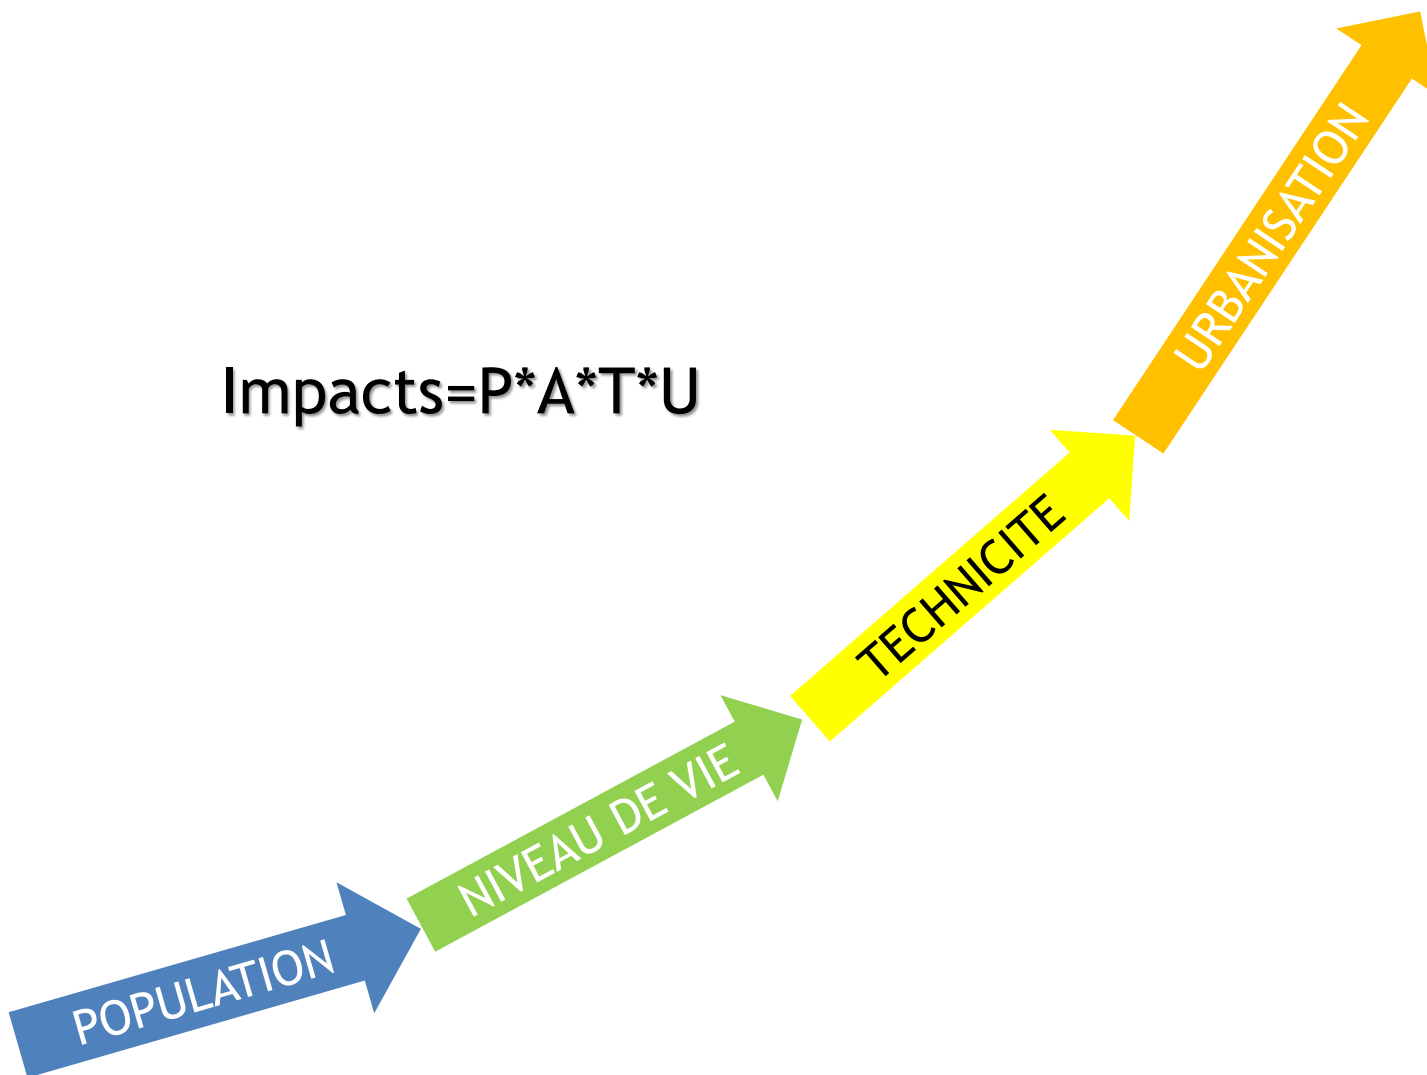 URBANISATION
Impacts=P*A*T*U
TECHNICITE
NIVEAU DE VIE
POPULATION